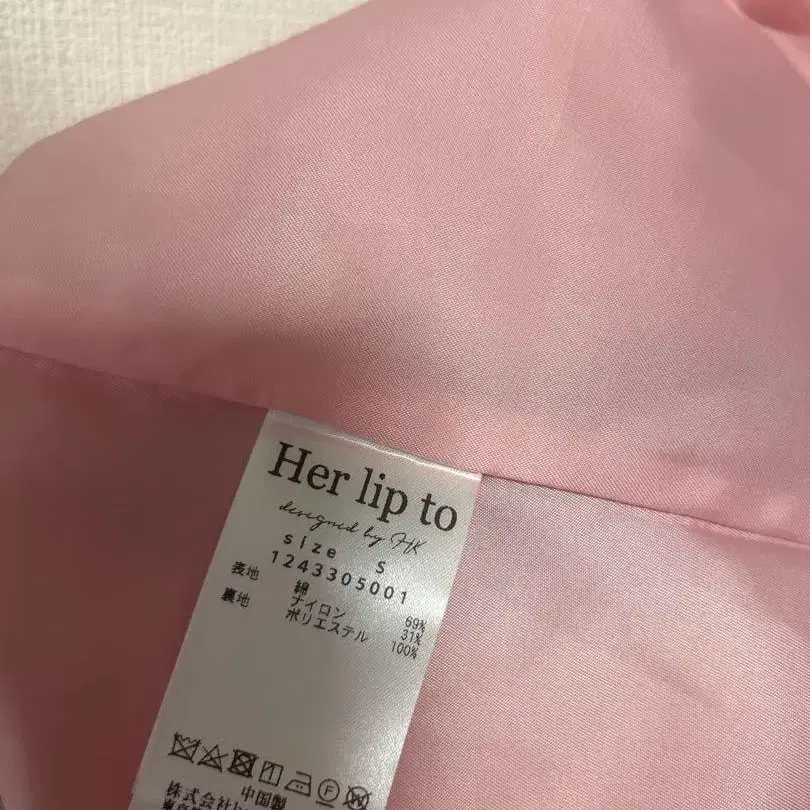 Her lip to
designed by HK
size S
1243305001
表地 綿 69%
ナイロン 31%
裏地 ポリエステル 100%
中国製
株式会社